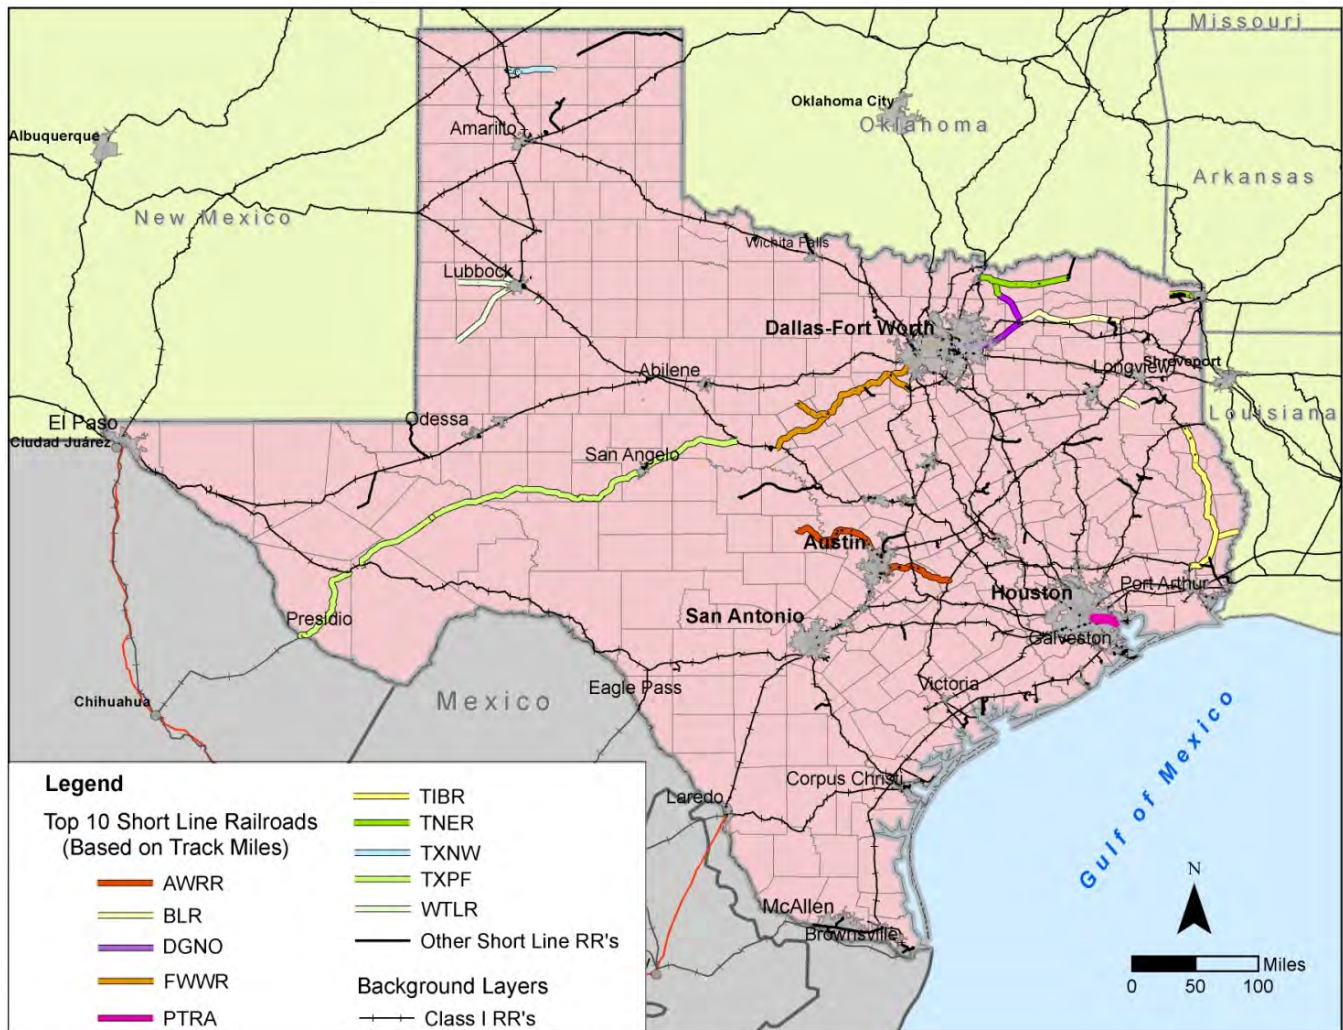 Missouri
Oklahoma City
Oklahoma
Amarillo
Albuquerque
Arkansas
New Mexico
Wichita Falls
Lubbock
Dallas-Fort Worth
Abilene
Longview
Shreveport
Louisiana
El Paso
Ciudad Juárez
Odessa
San Angelo
Austin
Port Arthur
Houston
San Antonio
Presidio
Galveston
Eagle Pass
Victoria
Mexico
Chihuahua
Gulf of Mexico
Corpus Christi
Laredo
McAllen
Brownsville
N
Miles
0 50 100
Legend
Top 10 Short Line Railroads
(Based on Track Miles)
AWRR
BLR
DGNO
FWWR
PTRA
TIBR
TNER
TXNW
TXPF
WTLR
Other Short Line RR's
Background Layers
Class I RR's